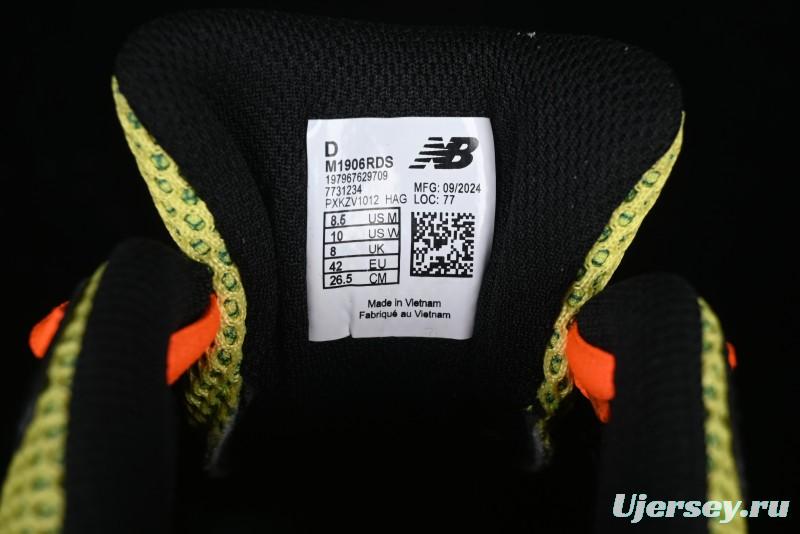 D
M1906RDS
197967629709
7731234
PXKZV1012 HAG
NB
MFG: 09/2024
LOC: 77
8.5 US M
10 US W
8 UK
42 EU
26.5 CM
Made in Vietnam
Fabriqué au Vietnam
Ujersey.ru